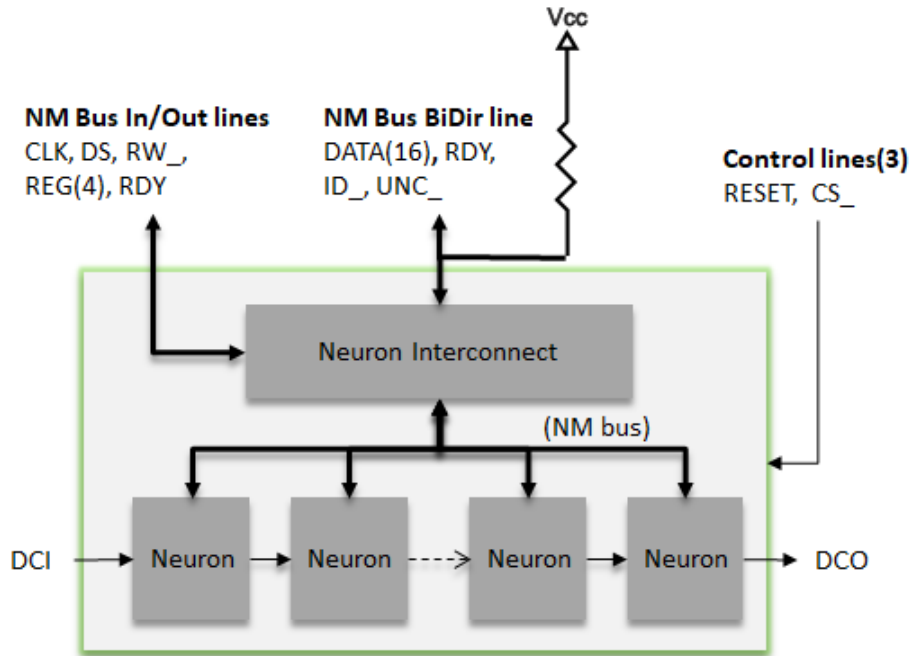 Vcc
NM Bus In/Out lines
CLK, DS, RW_,
REG(4), RDY
NM Bus BiDir line
DATA(16), RDY,
ID_, UNC_
Control lines(3)
RESET, CS_
Neuron Interconnect
(NM bus)
DCI
Neuron
Neuron
Neuron
Neuron
DCO